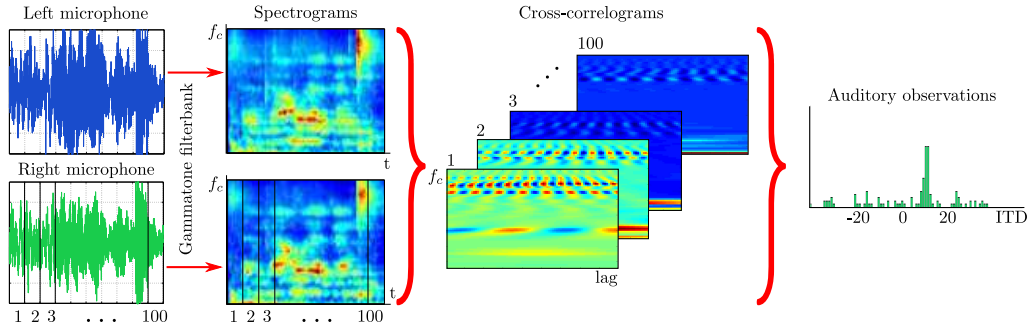 Left microphone
Spectrograms
Cross-correlograms
Auditory observations
Right microphone
Gammatone filterbank
f_c
t
f_c
t
1 2 3 . . . 100
1 2 3 . . . 100
100
3
2
1
f_c
lag
-20 0 20 ITD